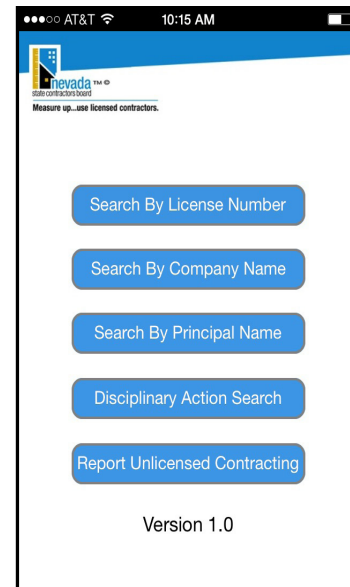 AT&T
10:15 AM
nevada TM ©
state contractors board
Measure up...use licensed contractors.
Search By License Number
Search By Company Name
Search By Principal Name
Disciplinary Action Search
Report Unlicensed Contracting
Version 1.0